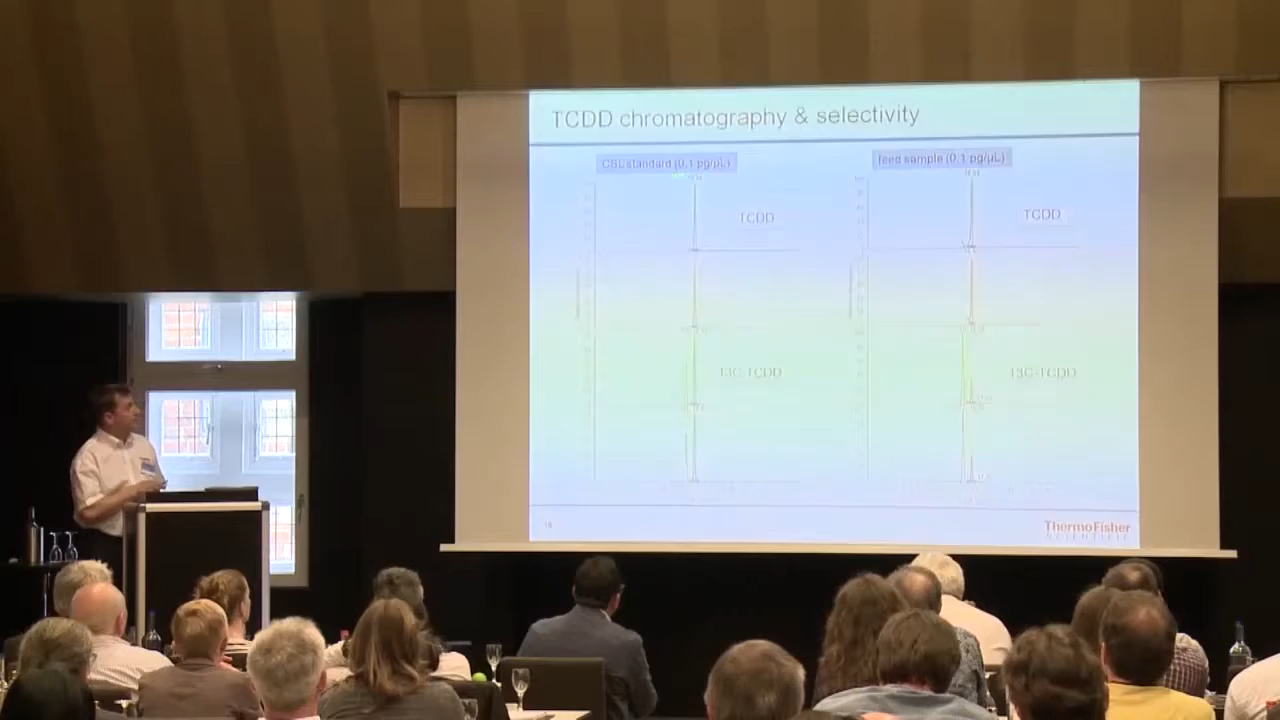 TCDD chromatography & selectivity
CSL standard (0.1 pg/µL)
feed sample (0.1 pg/µL)
TCDD
TCDD
13C-TCDD
13C-TCDD
ThermoFisher
SCIENTIFIC